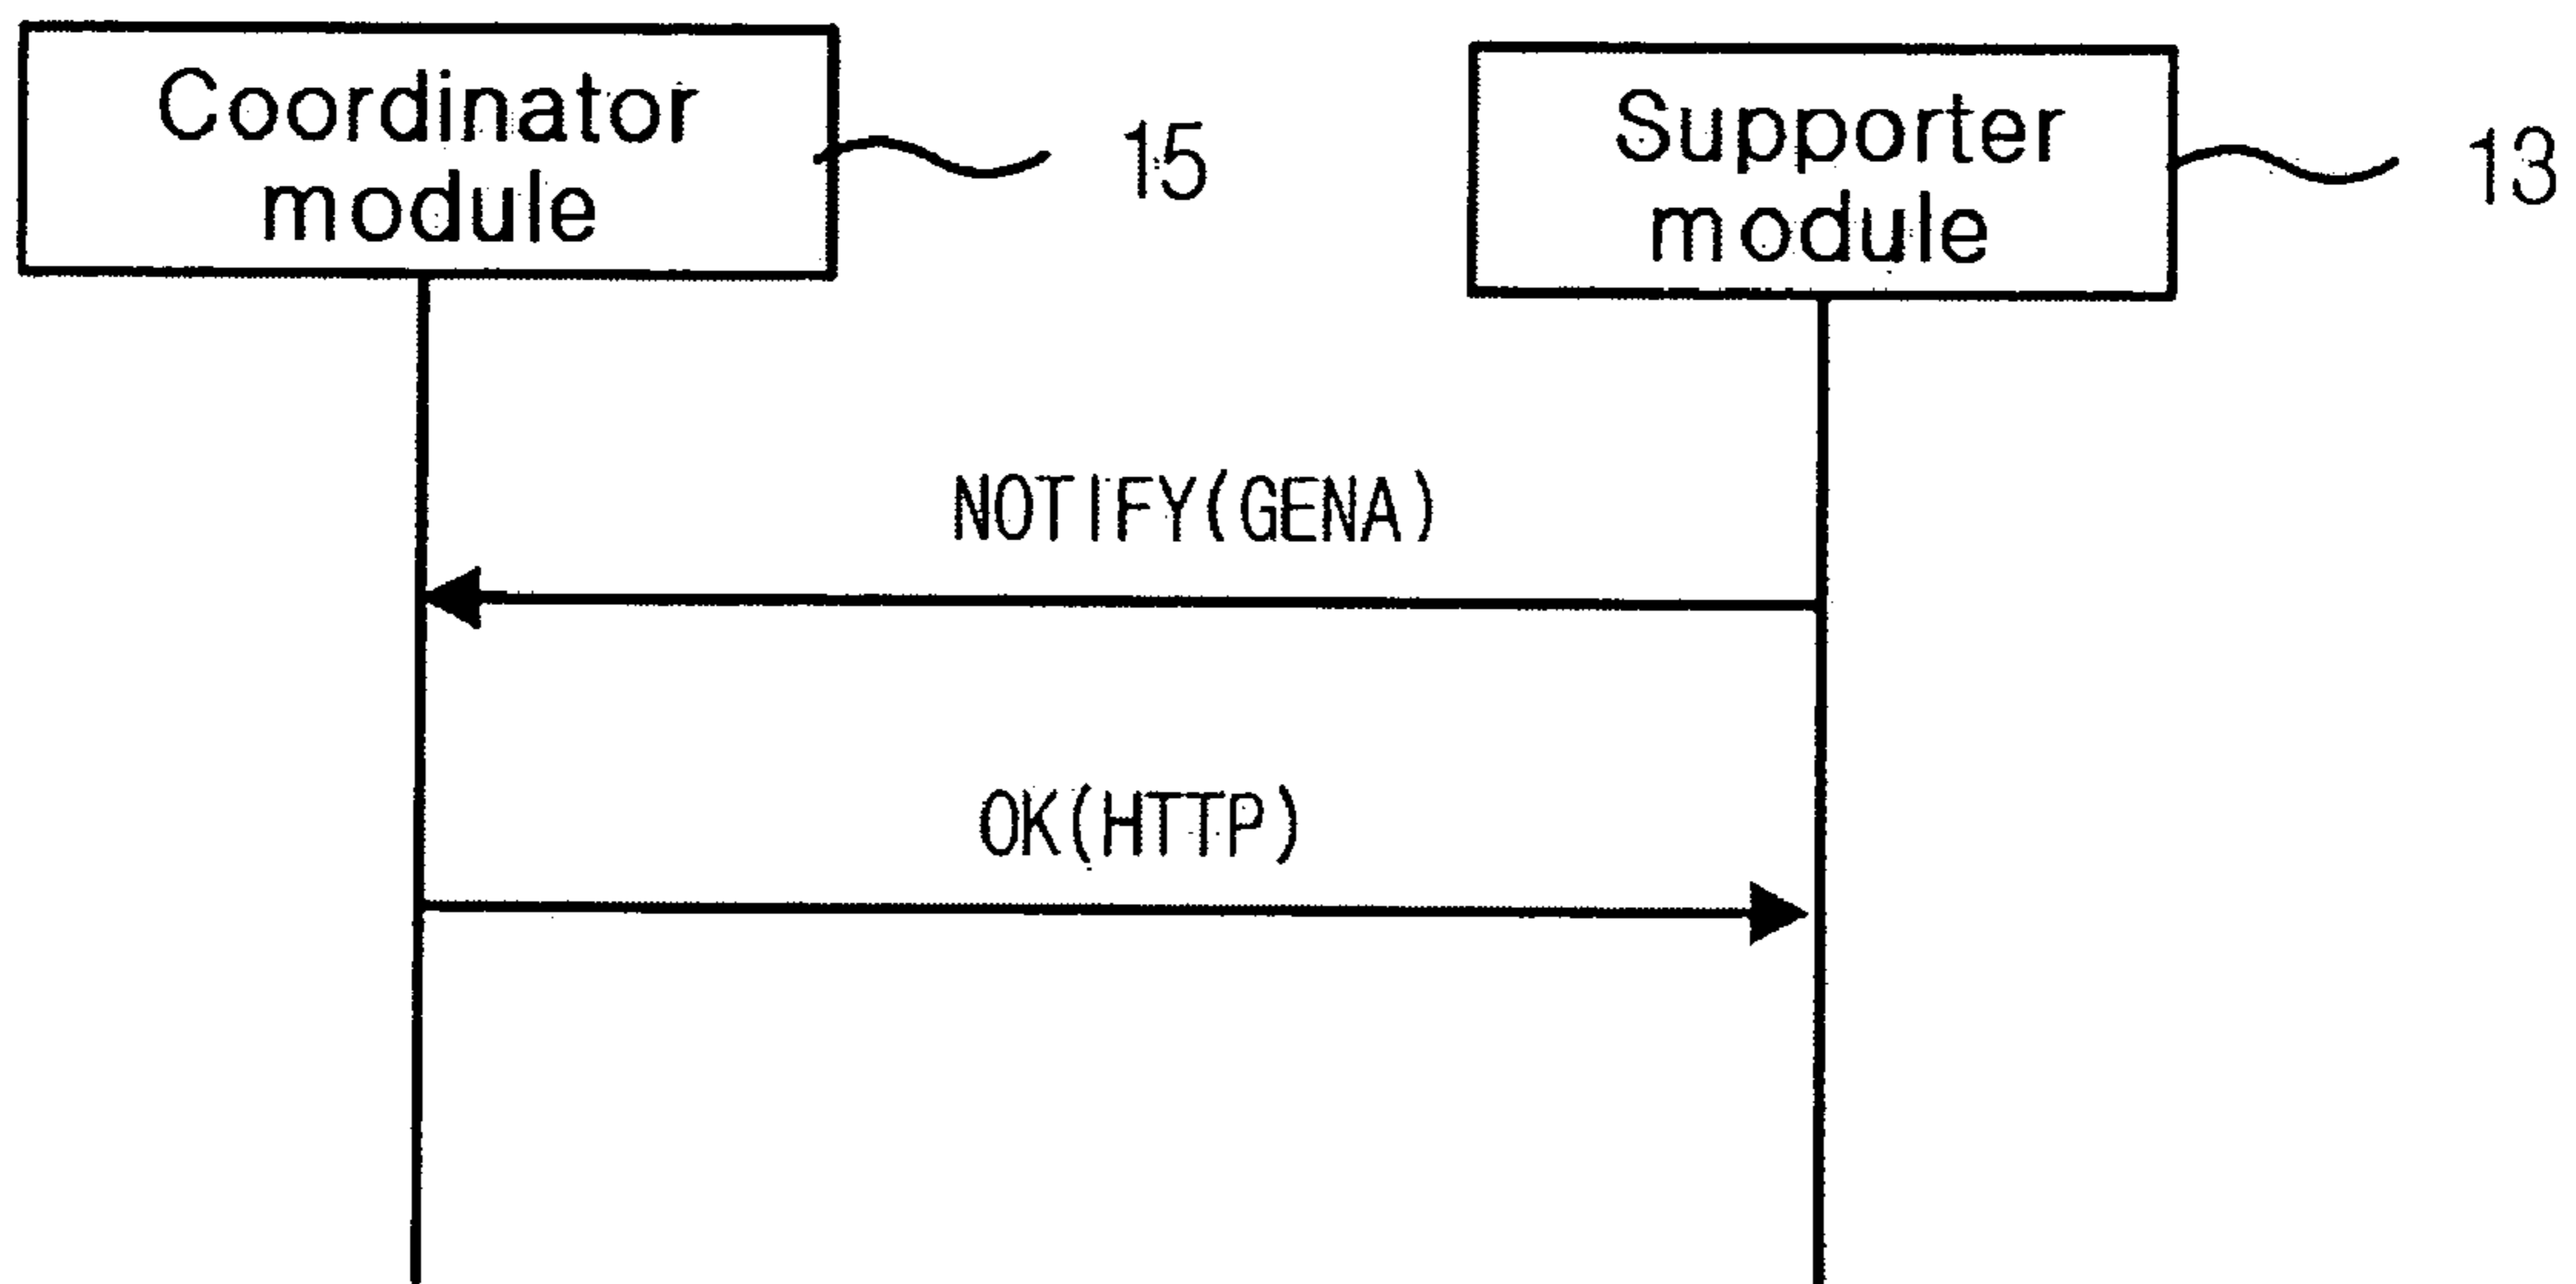 Coordinator
module
15
Supporter
module
13
NOTIFY(GENA)
OK(HTTP)